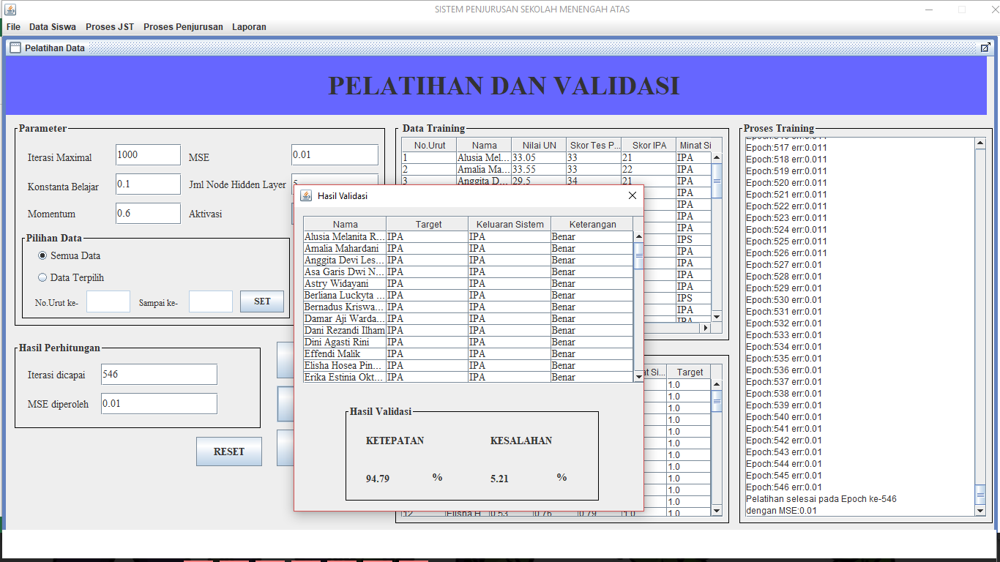 SISTEM PENJURUSAN SEKOLAH MENENGAH ATAS
File Data Siswa Proses JST Proses Penjurusan Laporan
Pelatihan Data
PELATIHAN DAN VALIDASI
Parameter
Iterasi Maximal 1000 MSE 0.01
Konstanta Belajar 0.1 Jml Node Hidden Layer 5
Momentum 0.6 Aktivasi
Pilihan Data
Semua Data
Data Terpilih
No.Urut ke- Sampai ke- SET
Hasil Perhitungan
Iterasi dicapai 546
MSE diperoleh 0.01
RESET
Data Training
No.Urut Nama Nilai UN Skor Tes P... Skor IPA Minat Si
1 Alusia Mel... 33.05 33 21 IPA
2 Amalia Ma... 33.55 33 22 IPA
3 Anggita D... 29.5 34 21 IPA
IPA
IPA
IPA
IPA
IPS
IPA
IPA
IPA
IPA
IPS
IPA
IPA
Hasil Validasi
Nama Target Keluaran Sistem Keterangan
Alusia Melanita R... IPA IPA Benar
Amalia Mahardani IPA IPA Benar
Anggita Devi Les... IPA IPA Benar
Asa Garis Dwi N... IPA IPA Benar
Astry Widayani IPA IPA Benar
Berliana Luckyta ... IPA IPA Benar
Bernadus Kriswa... IPA IPA Benar
Damar Aji Warda... IPA IPA Benar
Dani Rezandi Ilham IPA IPA Benar
Dini Agasti Rini IPA IPA Benar
Effendi Malik IPA IPA Benar
Elisha Hosea Pin... IPA IPA Benar
Erika Estinia Okt... IPA IPA Benar
Hasil Validasi
KETEPATAN KESALAHAN
94.79 % 5.21 %
at Si... Target
1.0
1.0
1.0
1.0
1.0
1.0
1.0
1.0
1.0
1.0
1.0
12 Elisha H... 0.53 0.76 0.79 1.0
Proses Training
Epoch:516 err:0.011
Epoch:517 err:0.011
Epoch:518 err:0.011
Epoch:519 err:0.011
Epoch:520 err:0.011
Epoch:521 err:0.011
Epoch:522 err:0.011
Epoch:523 err:0.011
Epoch:524 err:0.011
Epoch:525 err:0.011
Epoch:526 err:0.011
Epoch:527 err:0.01
Epoch:528 err:0.01
Epoch:529 err:0.01
Epoch:530 err:0.01
Epoch:531 err:0.01
Epoch:532 err:0.01
Epoch:533 err:0.01
Epoch:534 err:0.01
Epoch:535 err:0.01
Epoch:536 err:0.01
Epoch:537 err:0.01
Epoch:538 err:0.01
Epoch:539 err:0.01
Epoch:540 err:0.01
Epoch:541 err:0.01
Epoch:542 err:0.01
Epoch:543 err:0.01
Epoch:544 err:0.01
Epoch:545 err:0.01
Epoch:546 err:0.01
Pelatihan selesai pada Epoch ke-546
dengan MSE:0.01